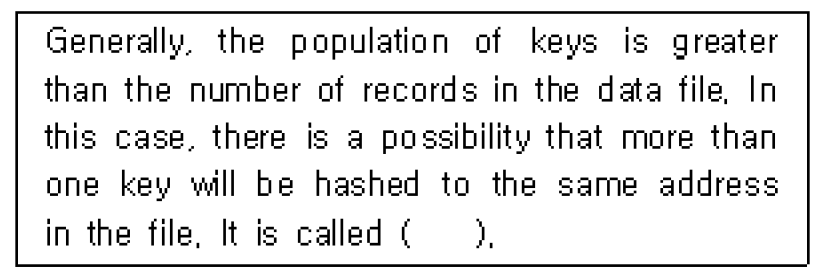 Generally, the population of keys is greater
than the number of records in the data file. In
this case, there is a possibility that more than
one key will be hashed to the same address
in the file. It is called (    ).